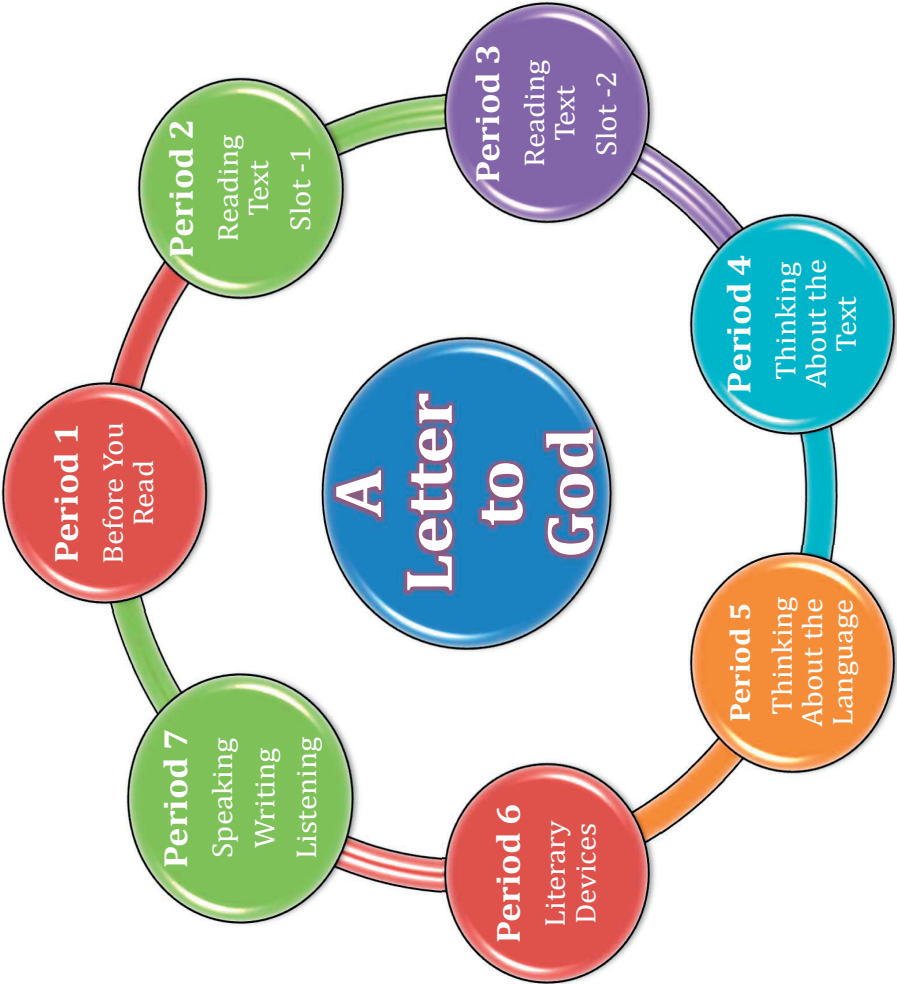 A
Letter
to
God
Period 1
Before You
Read
Period 2
Reading
Text
Slot -1
Period 3
Reading
Text
Slot -2
Period 4
Thinking
About the
Text
Period 5
Thinking
About the
Language
Period 6
Literary
Devices
Period 7
Speaking
Writing
Listening